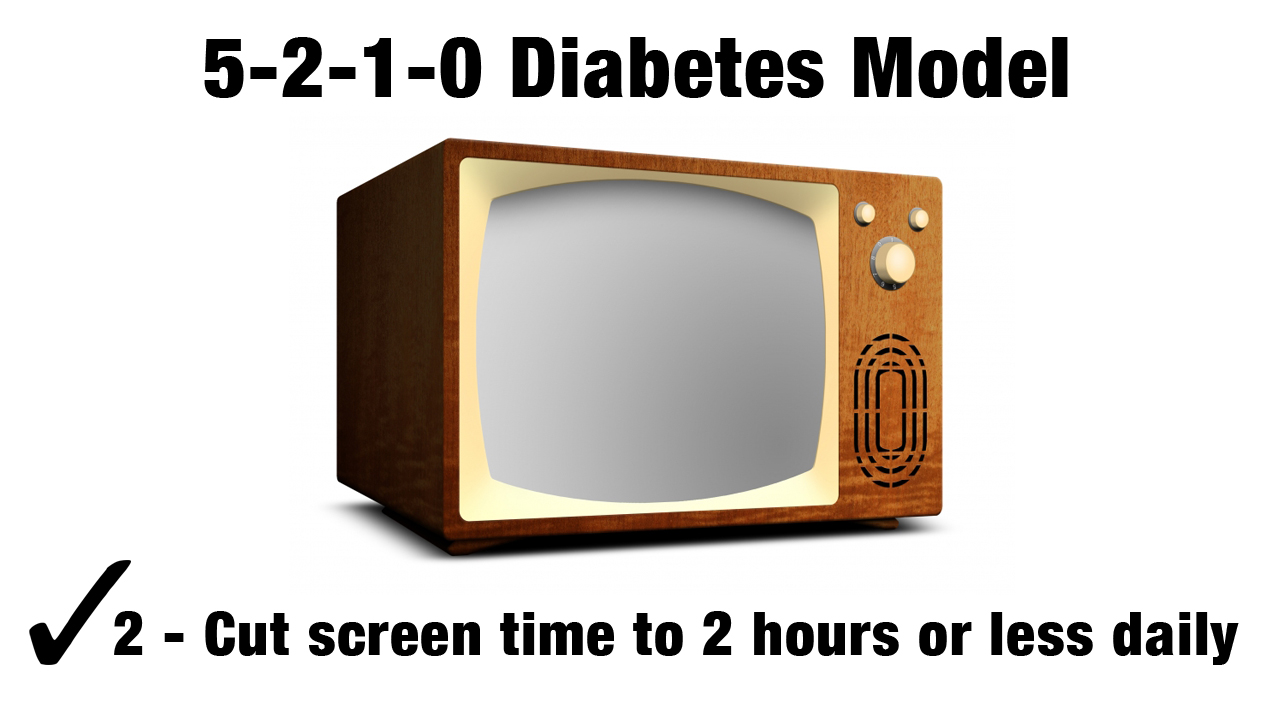 5-2-1-0 Diabetes Model
✓2 - Cut screen time to 2 hours or less daily